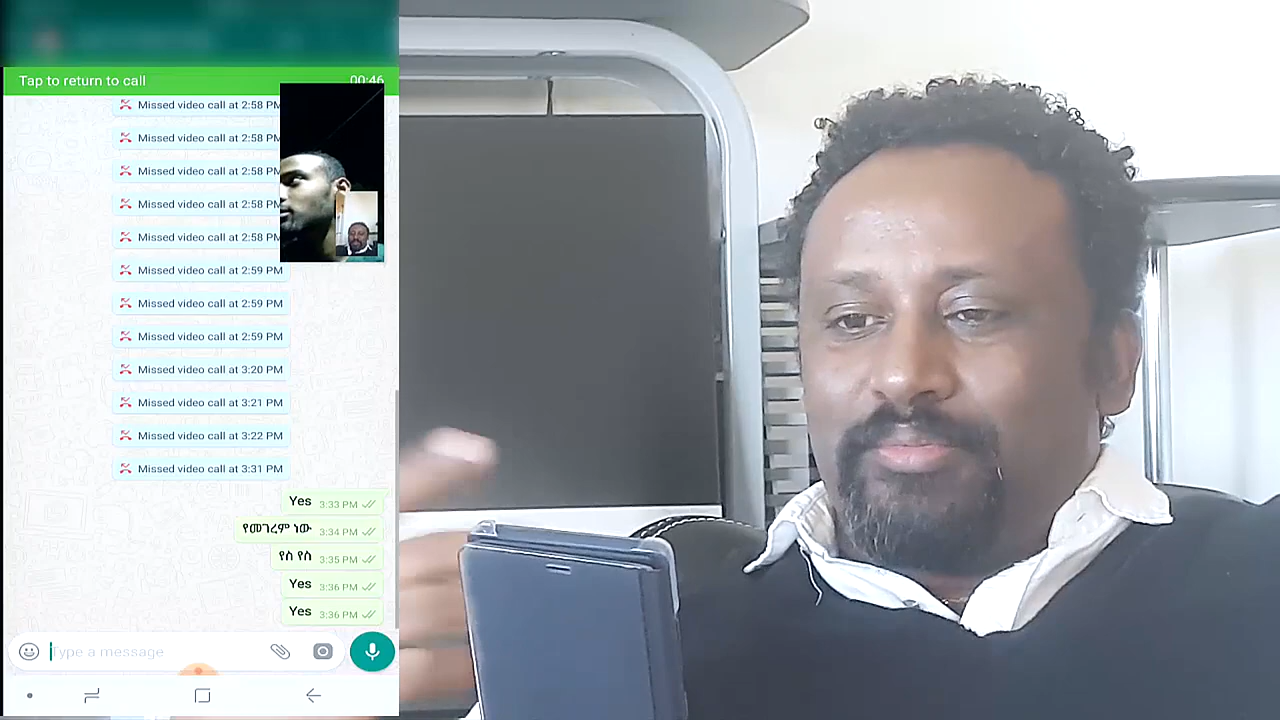 Tap to return to call 00:46
Missed video call at 2:58 PM
Missed video call at 2:58 PM
Missed video call at 2:58 PM
Missed video call at 2:58 PM
Missed video call at 2:58 PM
Missed video call at 2:59 PM
Missed video call at 2:59 PM
Missed video call at 2:59 PM
Missed video call at 3:20 PM
Missed video call at 3:21 PM
Missed video call at 3:22 PM
Missed video call at 3:31 PM
Yes 3:33 PM
የመገረም ነው 3:34 PM
የስ የስ 3:35 PM
Yes 3:36 PM
Yes 3:36 PM
Type a message